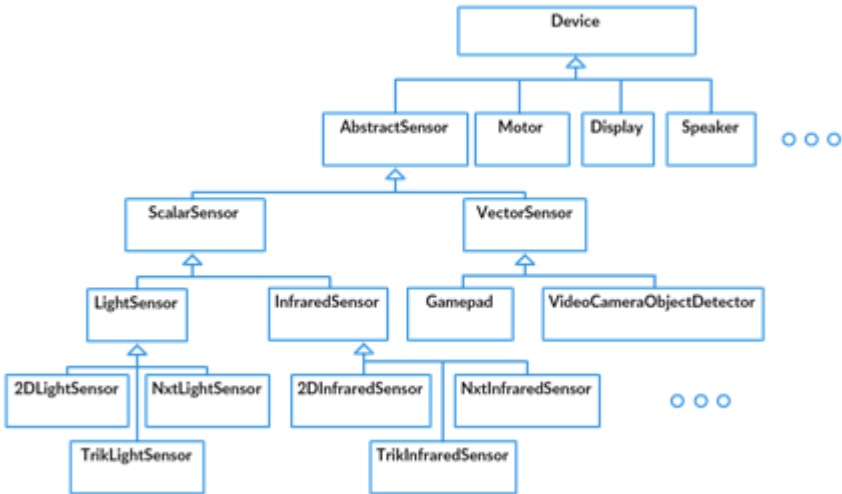 Device
AbstractSensor
Motor
Display
Speaker
ScalarSensor
VectorSensor
LightSensor
InfraredSensor
Gamepad
VideoCameraObjectDetector
2DLightSensor
NxtLightSensor
2DInfraredSensor
NxtInfraredSensor
TrikLightSensor
TrikInfraredSensor